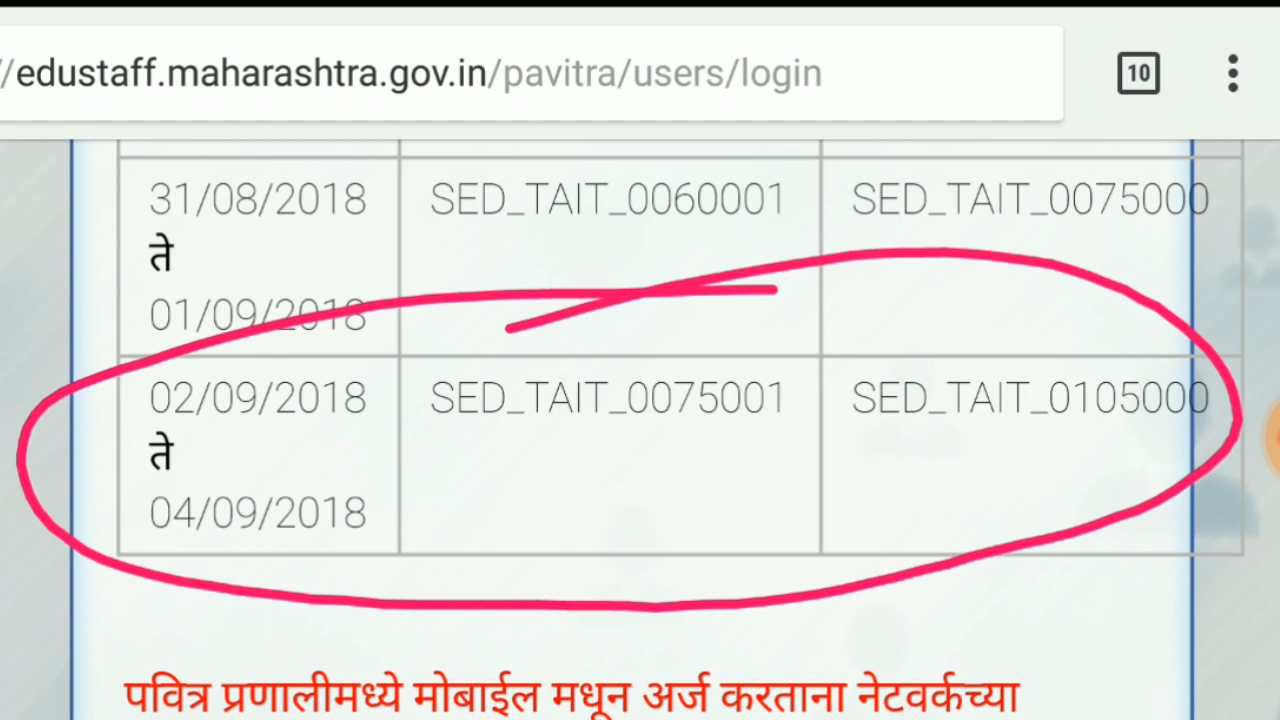 //edustaff.maharashtra.gov.in/pavitra/users/login
10
31/08/2018 SED_TAIT_0060001 SED_TAIT_0075000
ते
01/09/2018
02/09/2018 SED_TAIT_0075001 SED_TAIT_0105000
ते
04/09/2018
पवित्र प्रणालीमध्ये मोबाईल मधून अर्ज करताना नेटवर्कच्या